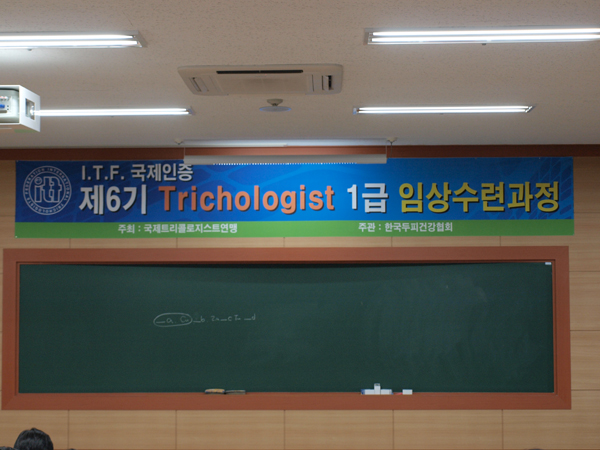 I.T.F. 국제인증
제6기 Trichologist 1급 임상수련과정
itf
주최 : 국제트리콜로지스트연맹
주관 : 한국두피건강협회